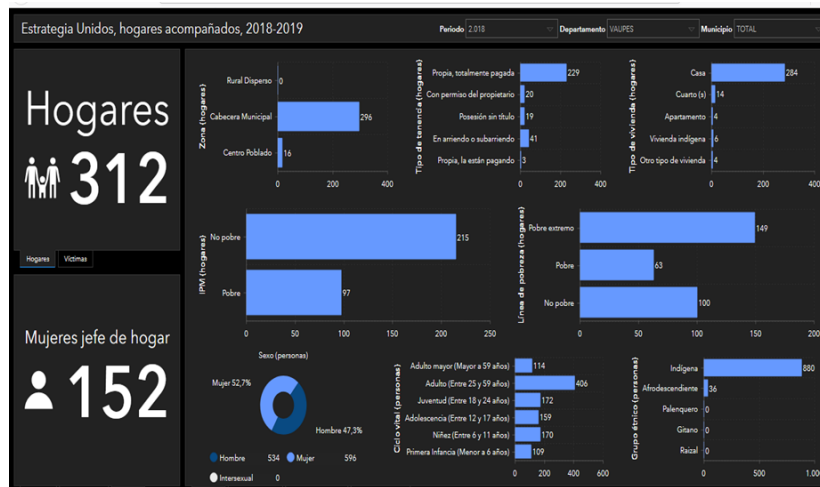 Estrategia Unidos, hogares acompañados, 2018-2019
Periodo 2.018 Departamento VAUPES Municipio TOTAL
Hogares
312
Hogares Víctimas
Mujeres jefe de hogar
152
Zona (hogares)
Rural Disperso 0
Cabecera Municipal 296
Centro Poblado 16
0 200 400
Tipo de tenencia (hogares)
Propia, totalmente pagada 229
Con permiso del propietario 20
Posesión sin título 19
En arriendo o subarriendo 41
Propia, la están pagando 3
0 200 400
Tipo de vivienda (hogares)
Casa 284
Cuarto (s) 14
Apartamento 4
Vivienda indígena 6
Otro tipo de vivienda 4
0 200 400
IPM (hogares)
No pobre 215
Pobre 97
0 50 100 150 200 250
Línea de pobreza (hogares)
Pobre extremo 149
Pobre 63
No pobre 100
0 50 100 150 200
Sexo (personas)
Mujer 52,7%
Hombre 47,3%
Hombre 534 Mujer 596
Intersexual 0
Ciclo vital (personas)
Adulto mayor (Mayor a 59 años) 114
Adulto (Entre 25 y 59 años) 406
Juventud (Entre 18 y 24 años) 172
Adolescencia (Entre 12 y 17 años) 159
Niñez (Entre 6 y 11 años) 170
Primera Infancia (Menor a 6 años) 109
0 200 400 600
Grupo étnico (personas)
Indígena 880
Afrodescendiente 36
Palenquero 0
Gitano 0
Raizal 0
0 500 1.000